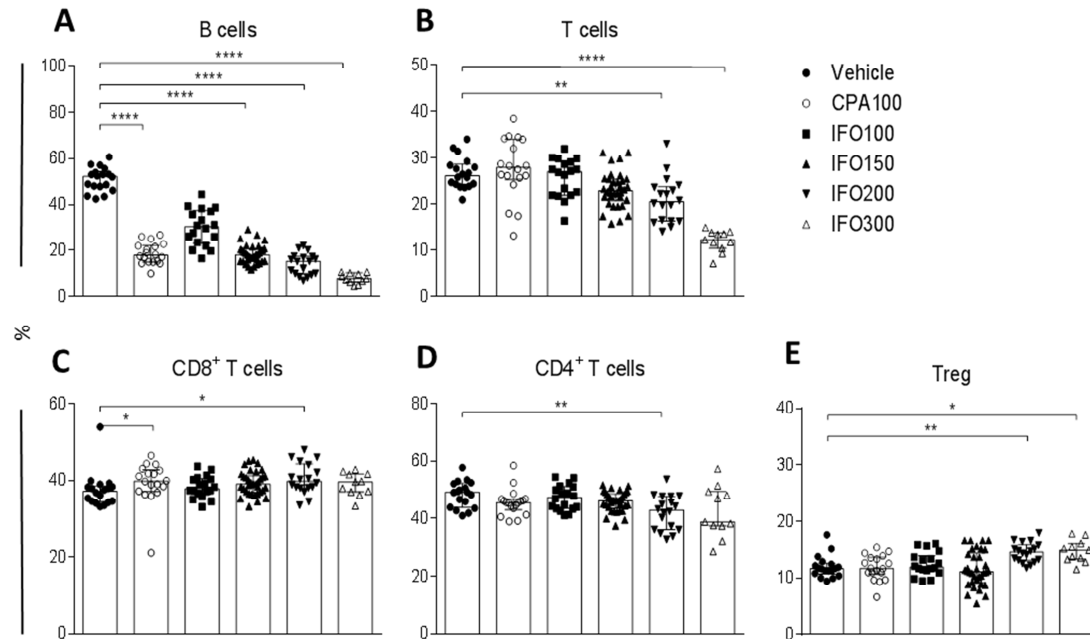 A
B cells
****
****
****
****
100
80
60
40
20
0
B
T cells
****
**
50
40
30
20
10
0
Vehicle
CPA100
IFO100
IFO150
IFO200
IFO300
%
C
CD8+ T cells
*
*
60
40
20
0
D
CD4+ T cells
**
80
60
40
20
0
E
Treg
*
**
40
30
20
10
0